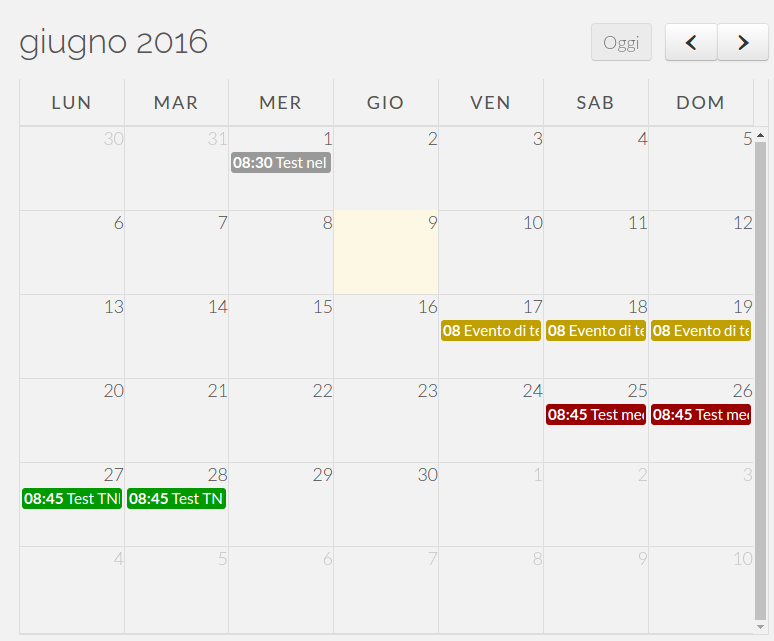 giugno 2016
Oggi
LUN MAR MER GIO VEN SAB DOM
30 31 1 2 3 4 5
08:30 Test nel
6 7 8 9 10 11 12
13 14 15 16 17 18 19
08 Evento di te 08 Evento di te 08 Evento di te
20 21 22 23 24 25 26
08:45 Test med 08:45 Test med
27 28 29 30 1 2 3
08:45 Test TNI 08:45 Test TN
4 5 6 7 8 9 10